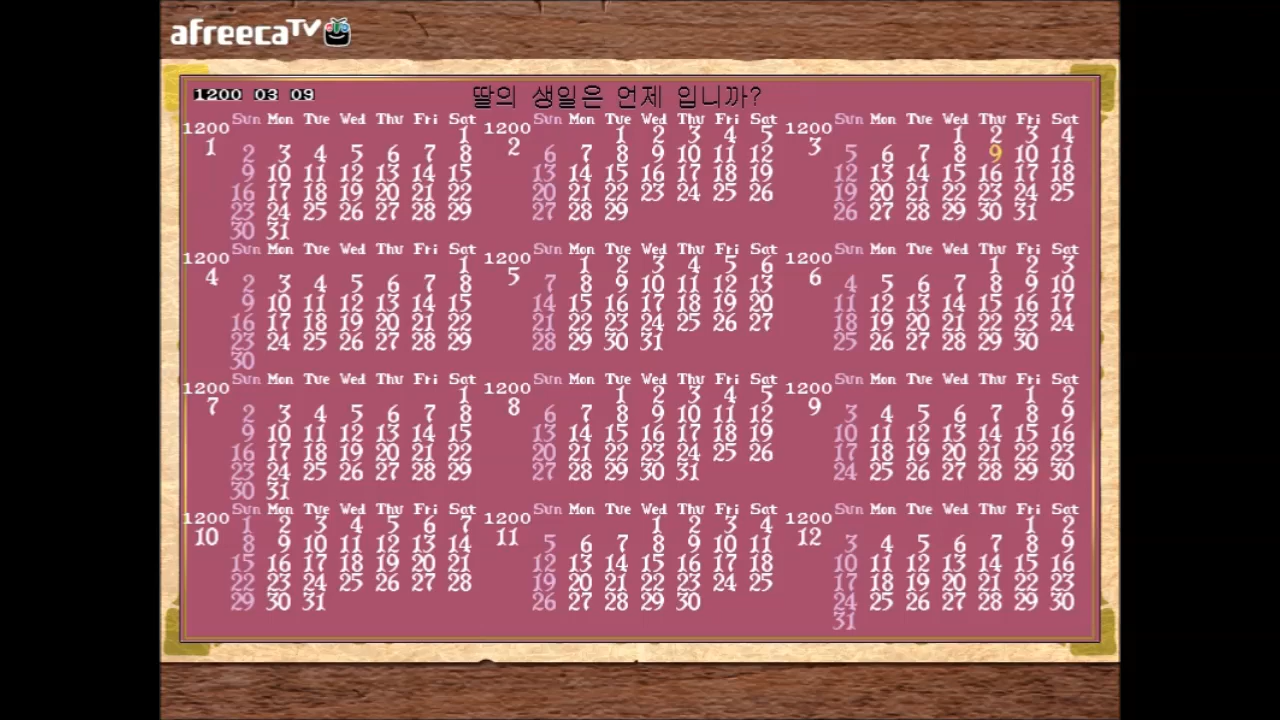 afreecaTV
1200 03 09
딸의 생일은 언제 입니까?
1200 1
Sun Mon Tue Wed Thu Fri Sat
1
2 3 4 5 6 7 8
9 10 11 12 13 14 15
16 17 18 19 20 21 22
23 24 25 26 27 28 29
30 31
1200 2
Sun Mon Tue Wed Thu Fri Sat
1 2 3 4 5
6 7 8 9 10 11 12
13 14 15 16 17 18 19
20 21 22 23 24 25 26
27 28 29
1200 3
Sun Mon Tue Wed Thu Fri Sat
1 2 3 4
5 6 7 8 9 10 11
12 13 14 15 16 17 18
19 20 21 22 23 24 25
26 27 28 29 30 31
1200 4
Sun Mon Tue Wed Thu Fri Sat
1
2 3 4 5 6 7 8
9 10 11 12 13 14 15
16 17 18 19 20 21 22
23 24 25 26 27 28 29
30
1200 5
Sun Mon Tue Wed Thu Fri Sat
1 2 3 4 5 6
7 8 9 10 11 12 13
14 15 16 17 18 19 20
21 22 23 24 25 26 27
28 29 30 31
1200 6
Sun Mon Tue Wed Thu Fri Sat
1 2 3
4 5 6 7 8 9 10
11 12 13 14 15 16 17
18 19 20 21 22 23 24
25 26 27 28 29 30
1200 7
Sun Mon Tue Wed Thu Fri Sat
1
2 3 4 5 6 7 8
9 10 11 12 13 14 15
16 17 18 19 20 21 22
23 24 25 26 27 28 29
30 31
1200 8
Sun Mon Tue Wed Thu Fri Sat
1 2 3 4 5
6 7 8 9 10 11 12
13 14 15 16 17 18 19
20 21 22 23 24 25 26
27 28 29 30 31
1200 9
Sun Mon Tue Wed Thu Fri Sat
1 2
3 4 5 6 7 8 9
10 11 12 13 14 15 16
17 18 19 20 21 22 23
24 25 26 27 28 29 30
1200 10
Sun Mon Tue Wed Thu Fri Sat
1 2 3 4 5 6 7
8 9 10 11 12 13 14
15 16 17 18 19 20 21
22 23 24 25 26 27 28
29 30 31
1200 11
Sun Mon Tue Wed Thu Fri Sat
1 2 3 4
5 6 7 8 9 10 11
12 13 14 15 16 17 18
19 20 21 22 23 24 25
26 27 28 29 30
1200 12
Sun Mon Tue Wed Thu Fri Sat
1 2
3 4 5 6 7 8 9
10 11 12 13 14 15 16
17 18 19 20 21 22 23
24 25 26 27 28 29 30
31